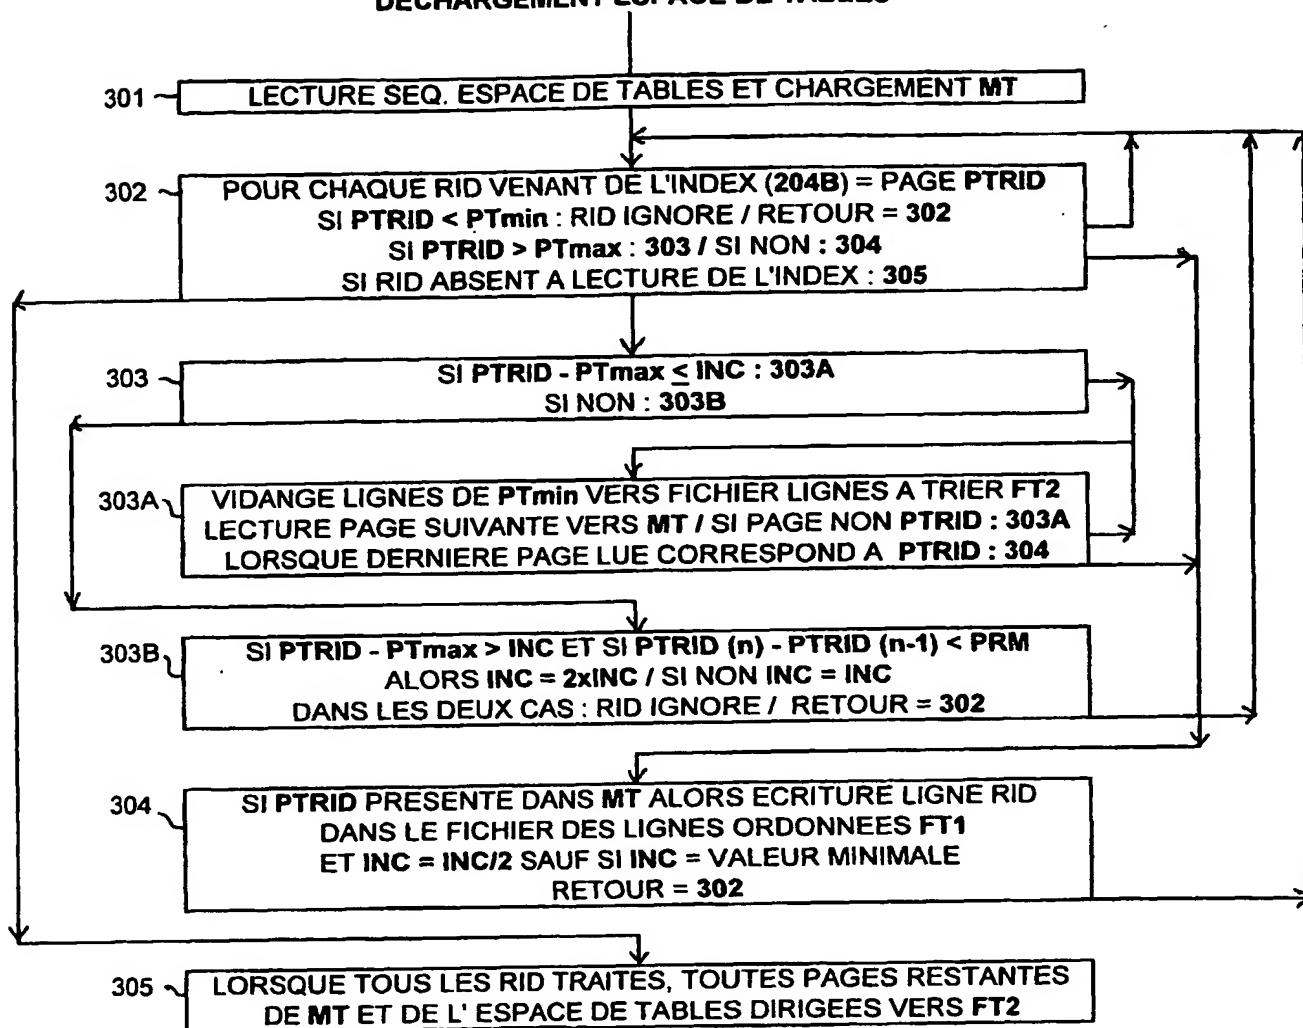 DECHARGEMENT ESPACE DE TABLES
301
LECTURE SEQ. ESPACE DE TABLES ET CHARGEMENT MT
302
POUR CHAQUE RID VENANT DE L'INDEX (204B) = PAGE PTRID
SI PTRID < PTmin : RID IGNORE / RETOUR = 302
SI PTRID > PTmax : 303 / SI NON : 304
SI RID ABSENT A LECTURE DE L'INDEX : 305
303
SI PTRID - PTmax ≤ INC : 303A
SI NON : 303B
303A
VIDANGE LIGNES DE PTmin VERS FICHIER LIGNES A TRIER FT2
LECTURE PAGE SUIVANTE VERS MT / SI PAGE NON PTRID : 303A
LORSQUE DERNIERE PAGE LUE CORRESPOND A PTRID : 304
303B
SI PTRID - PTmax > INC ET SI PTRID (n) - PTRID (n-1) < PRM
ALORS INC = 2xINC / SI NON INC = INC
DANS LES DEUX CAS : RID IGNORE / RETOUR = 302
304
SI PTRID PRESENTE DANS MT ALORS ECRITURE LIGNE RID
DANS LE FICHIER DES LIGNES ORDONNEES FT1
ET INC = INC/2 SAUF SI INC = VALEUR MINIMALE
RETOUR = 302
305
LORSQUE TOUS LES RID TRAITES, TOUTES PAGES RESTANTES
DE MT ET DE L' ESPACE DE TABLES DIRIGEES VERS FT2